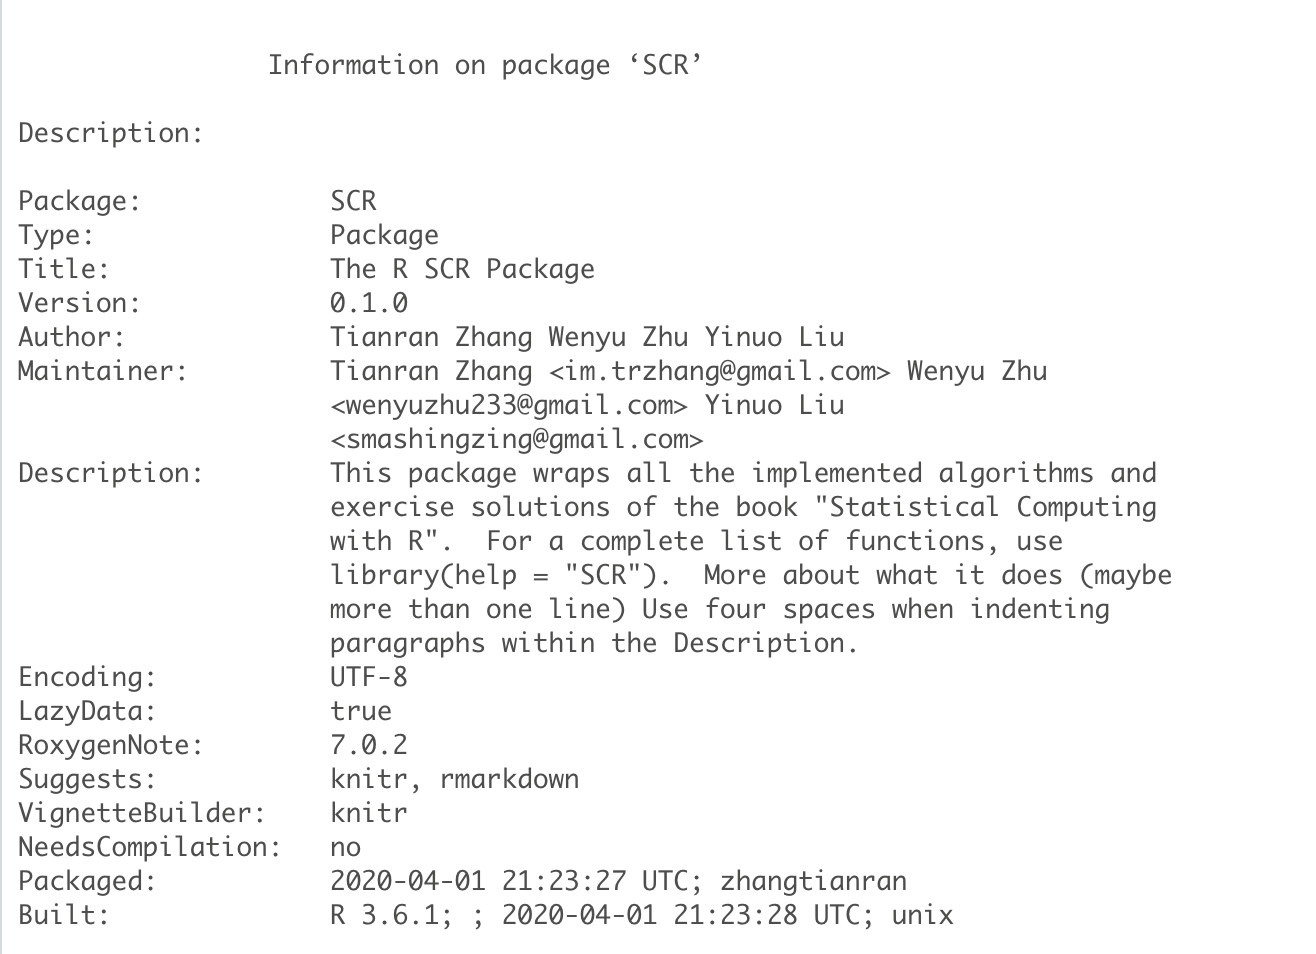 Information on package ‘SCR’
Description:
Package: SCR
Type: Package
Title: The R SCR Package
Version: 0.1.0
Author: Tianran Zhang Wenyu Zhu Yinuo Liu
Maintainer: Tianran Zhang <im.trzhang@gmail.com> Wenyu Zhu
<wenyuzhu233@gmail.com> Yinuo Liu
<smashingzing@gmail.com>
Description: This package wraps all the implemented algorithms and
exercise solutions of the book "Statistical Computing
with R".  For a complete list of functions, use
library(help = "SCR").  More about what it does (maybe
more than one line) Use four spaces when indenting
paragraphs within the Description.
Encoding: UTF-8
LazyData: true
RoxygenNote: 7.0.2
Suggests: knitr, rmarkdown
VignetteBuilder: knitr
NeedsCompilation: no
Packaged: 2020-04-01 21:23:27 UTC; zhangtianran
Built: R 3.6.1; ; 2020-04-01 21:23:28 UTC; unix